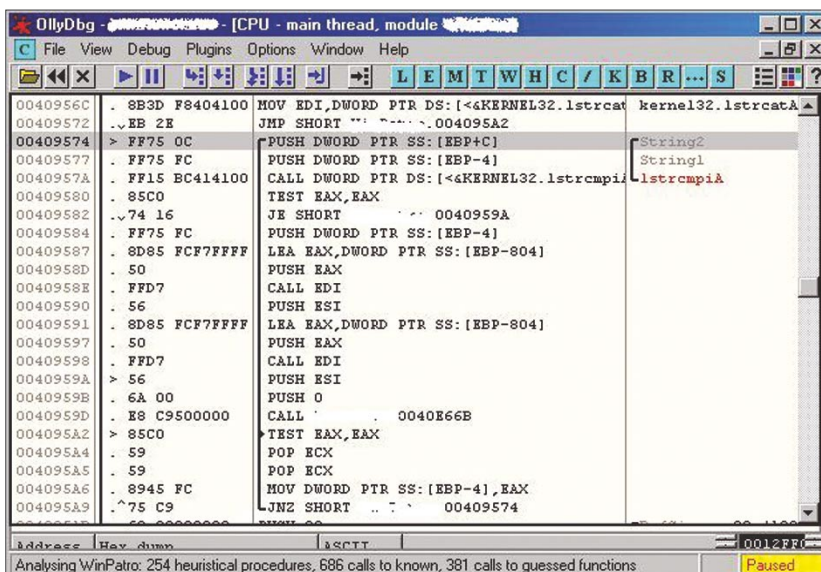 OllyDbg - - [CPU - main thread, module
C File View Debug Plugins Options Window Help
L E M T W H C / K B R ... S ?
0040956C . 8B3D F8404100 MOV EDI,DWORD PTR DS:[<&KERNEL32.lstrcat kernel32.lstrcatA
00409572 .. EB 2E JMP SHORT .004095A2
00409574 > FF75 0C PUSH DWORD PTR SS:[EBP+C] String2
00409577 . FF75 FC PUSH DWORD PTR SS:[EBP-4] String1
0040957A . FF15 BC414100 CALL DWORD PTR DS:[<&KERNEL32.lstrcmpiA lstrcmpiA
00409580 . 85C0 TEST EAX,EAX
00409582 .. 74 16 JE SHORT 0040959A
00409584 . FF75 FC PUSH DWORD PTR SS:[EBP-4]
00409587 . 8D85 FCF7FFFF LEA EAX,DWORD PTR SS:[EBP-804]
0040958D . 50 PUSH EAX
0040958E . FFD7 CALL EDI
00409590 . 56 PUSH ESI
00409591 . 8D85 FCF7FFFF LEA EAX,DWORD PTR SS:[EBP-804]
00409597 . 50 PUSH EAX
00409598 . FFD7 CALL EDI
0040959A > 56 PUSH ESI
0040959B . 6A 00 PUSH 0
0040959D . E8 C9500000 CALL 0040E66B
004095A2 > 85C0 TEST EAX,EAX
004095A4 . 59 POP ECX
004095A5 . 59 POP ECX
004095A6 . 8945 FC MOV DWORD PTR SS:[EBP-4],EAX
004095A9 .^75 C9 JNZ SHORT 00409574
Address Hex dump ASCII 0012FF
Analysing WinPatro: 254 heuristical procedures, 686 calls to known, 381 calls to guessed functions Paused